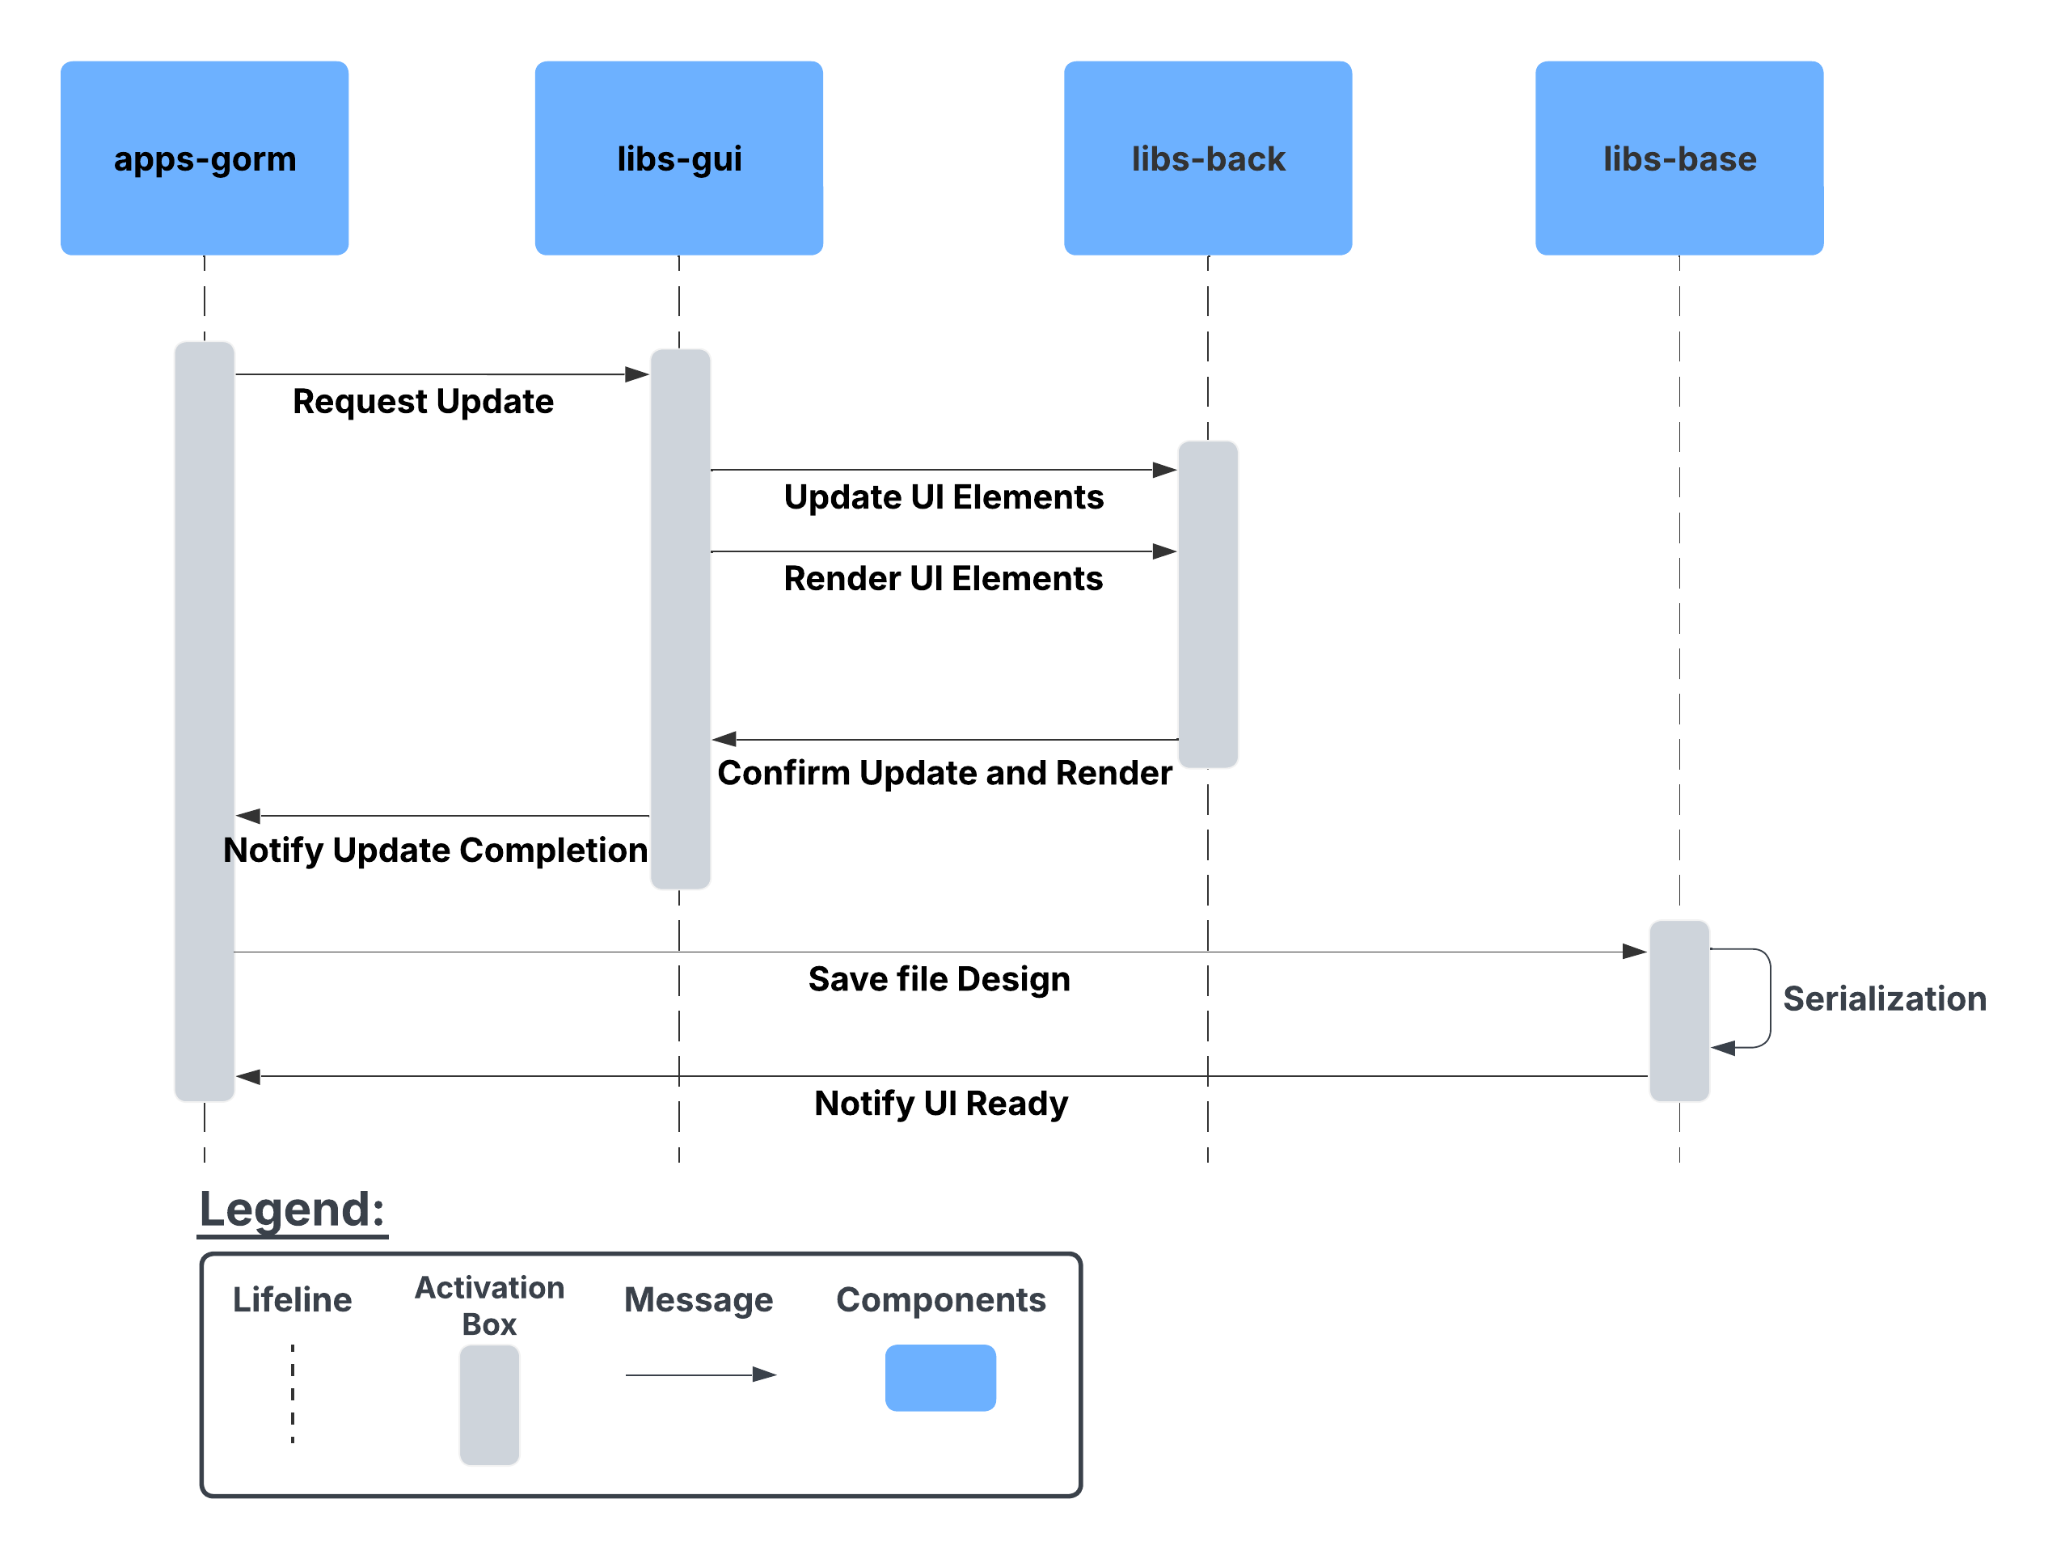 apps-gorm
libs-gui
libs-back
libs-base
Request Update
Update UI Elements
Render UI Elements
Confirm Update and Render
Notify Update Completion
Save file Design
Serialization
Notify UI Ready
Legend:
Lifeline
Activation
Box
Message
Components